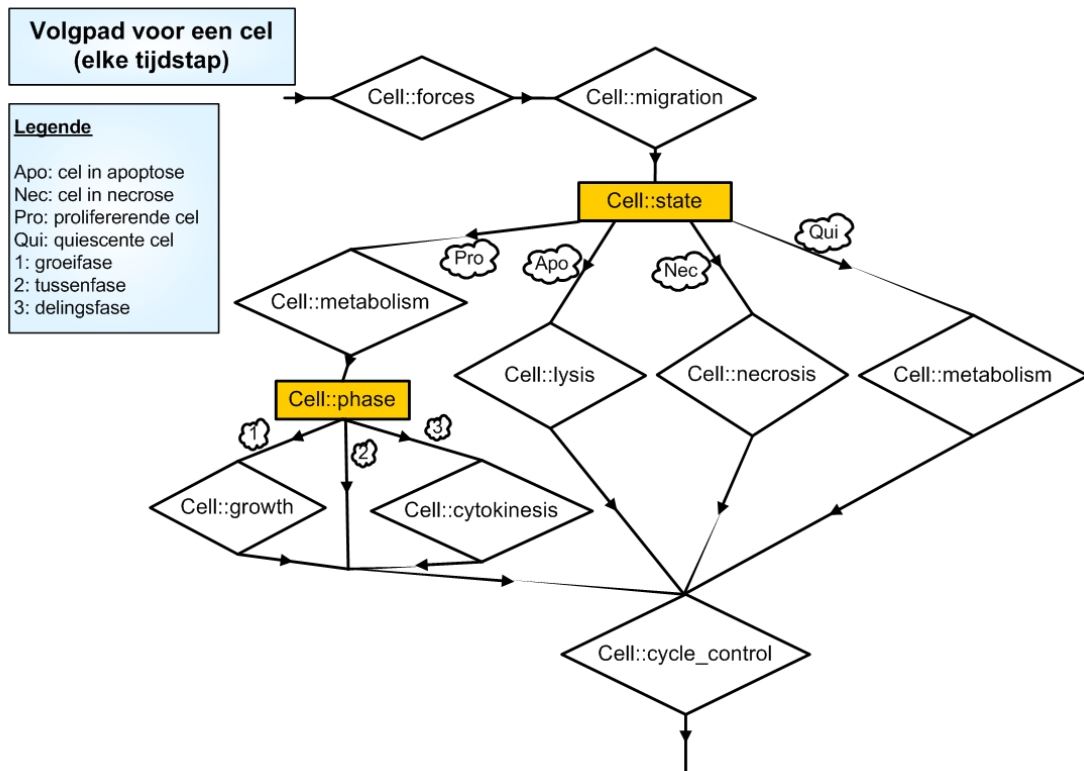 Volgpad voor een cel
(elke tijdstap)
Legende
Apo: cel in apoptose
Nec: cel in necrose
Pro: prolifererende cel
Qui: quiescente cel
1: groeifase
2: tussenfase
3: delingsfase
Cell::forces
Cell::migration
Cell::state
Pro
Apo
Nec
Qui
Cell::metabolism
Cell::lysis
Cell::necrosis
Cell::metabolism
Cell::phase
1
2
3
Cell::growth
Cell::cytokinesis
Cell::cycle_control